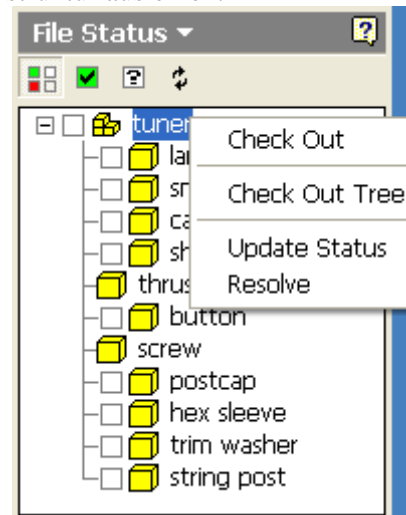 File Status
tuner
Check Out
Check Out Tree
Update Status
Resolve
button
screw
postcap
hex sleeve
trim washer
string post